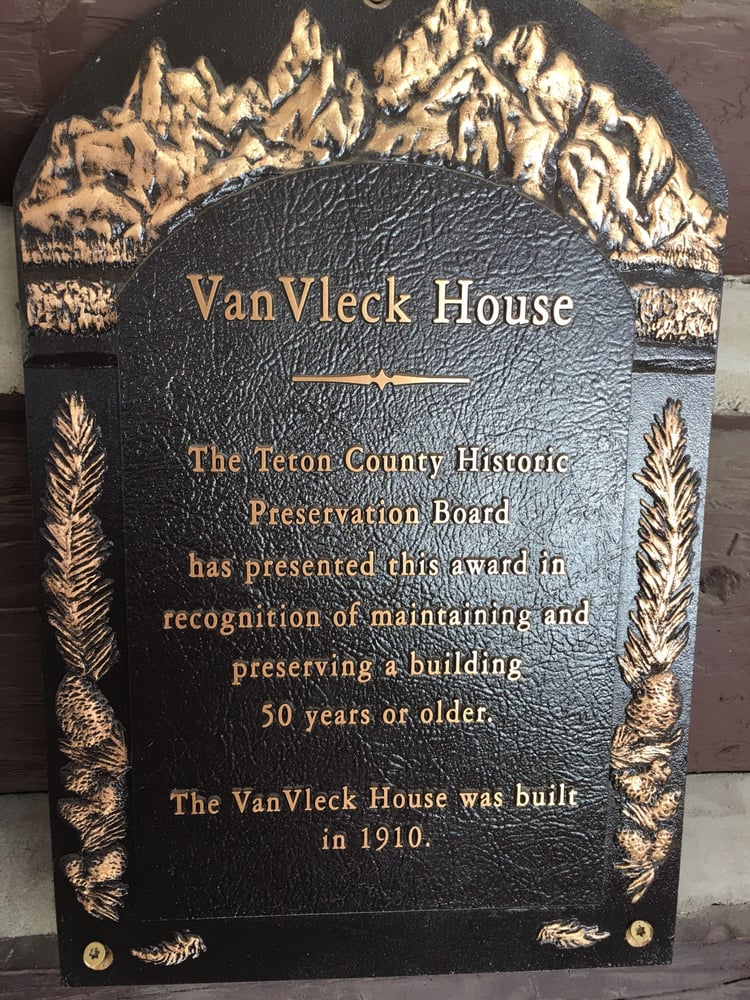 VanVleck House
The Teton County Historic
Preservation Board
has presented this award in
recognition of maintaining and
preserving a building
50 years or older.
The VanVleck House was built
in 1910.